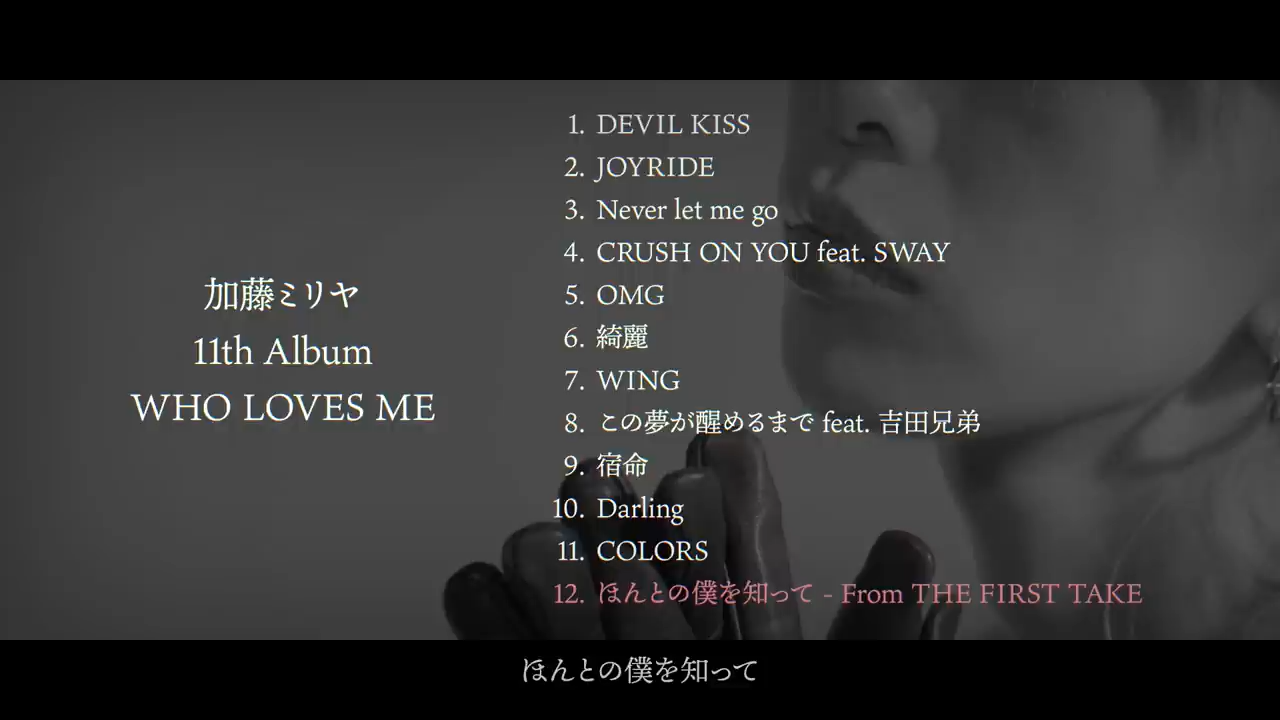 加藤ミリヤ
11th Album
WHO LOVES ME
1. DEVIL KISS
2. JOYRIDE
3. Never let me go
4. CRUSH ON YOU feat. SWAY
5. OMG
6. 綺麗
7. WING
8. この夢が醒めるまで feat. 吉田兄弟
9. 宿命
10. Darling
11. COLORS
12. ほんとの僕を知って - From THE FIRST TAKE
ほんとの僕を知って